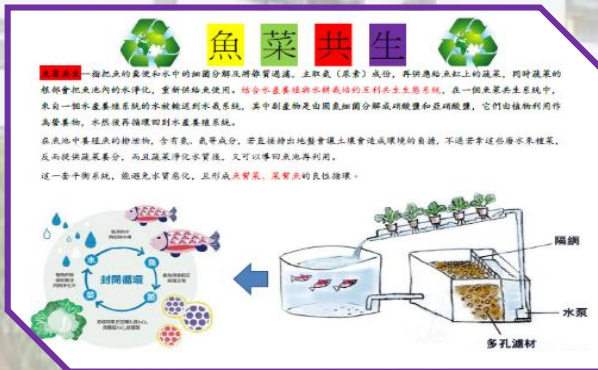 魚菜共生
魚菜共生一指把魚的糞便和水中的細菌分解及將雜質過濾，主取氨（尿素）成份，再供應給魚缸上的蔬菜，同時蔬菜的
根部會把魚池內的水淨化，重新供給魚使用。結合水產養殖與水耕栽培的互利共生生態系統，在一個魚菜共生系統中，
來自一個水產養殖系統的水被輸送到水栽系統，其中副產物是由固氮細菌分解成硝酸鹽和亞硝酸鹽，它們由植物利用作
為營養物，水然後再循環回到水產養殖系統。
在魚池中養殖魚的排泄物，含有氨、氮等成分，若直接排出地盤會讓土壤會造成環境的負擔，不過若拿這些廢水來種菜，
反而提供蔬菜養分，而且蔬菜淨化水質後，又可以導回魚池再利用。
這一套平衡系統，能避免水質惡化，且形成魚幫菜、菜幫魚的良性循環。
水
魚
封閉循環
菜
菌
隔網
水泵
多孔濾材